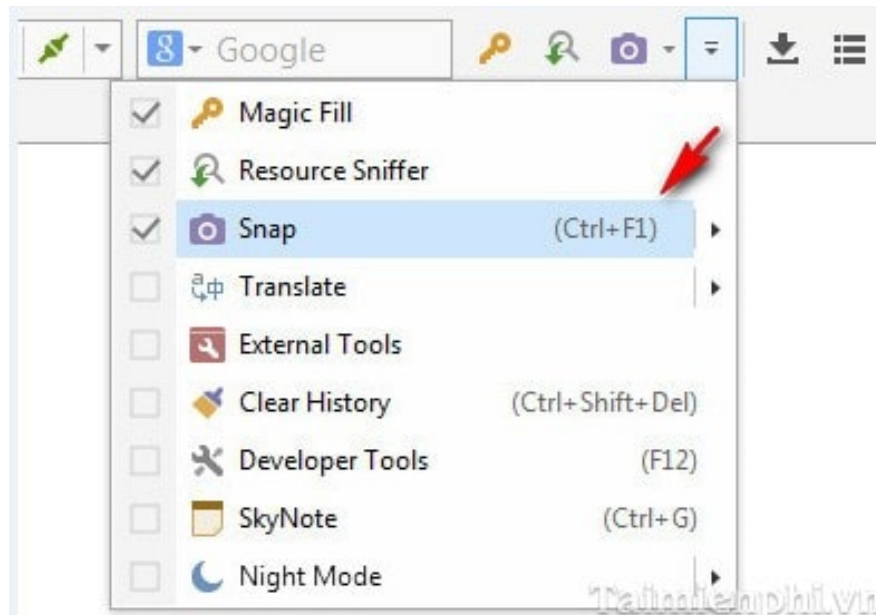 8 Google
Magic Fill
Resource Sniffer
Snap (Ctrl+F1)
Translate
External Tools
Clear History (Ctrl+Shift+Del)
Developer Tools (F12)
SkyNote (Ctrl+G)
Night Mode
Taimienphi.vn